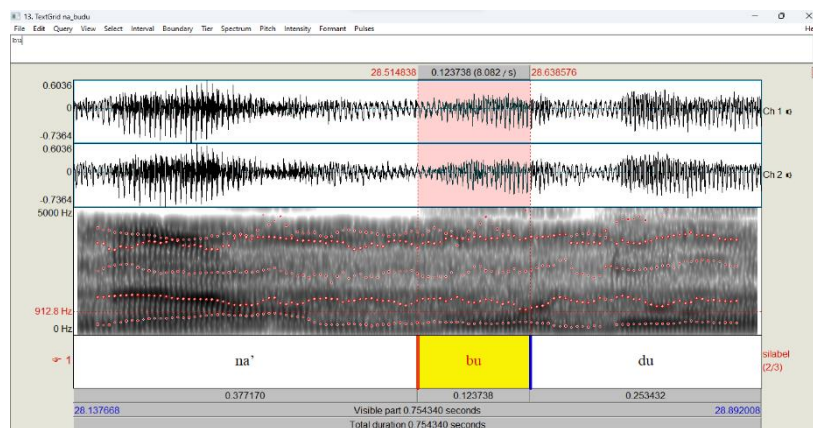 13. TextGrid na_budu
File Edit Query View Select Interval Boundary Tier Spectrum Pitch Intensity Formant Pulses He
bu
28.514838 0.123738 (8.082 / s) 28.638576
0.6036
0
-0.7364
Ch 1
0.6036
0
-0.7364
Ch 2
5000 Hz
912.8 Hz
0 Hz
1 na’ bu du silabel
(2/3)
0.377170 0.123738 0.253432
28.137668 Visible part 0.754340 seconds 28.892008
Total duration 0.754340 seconds